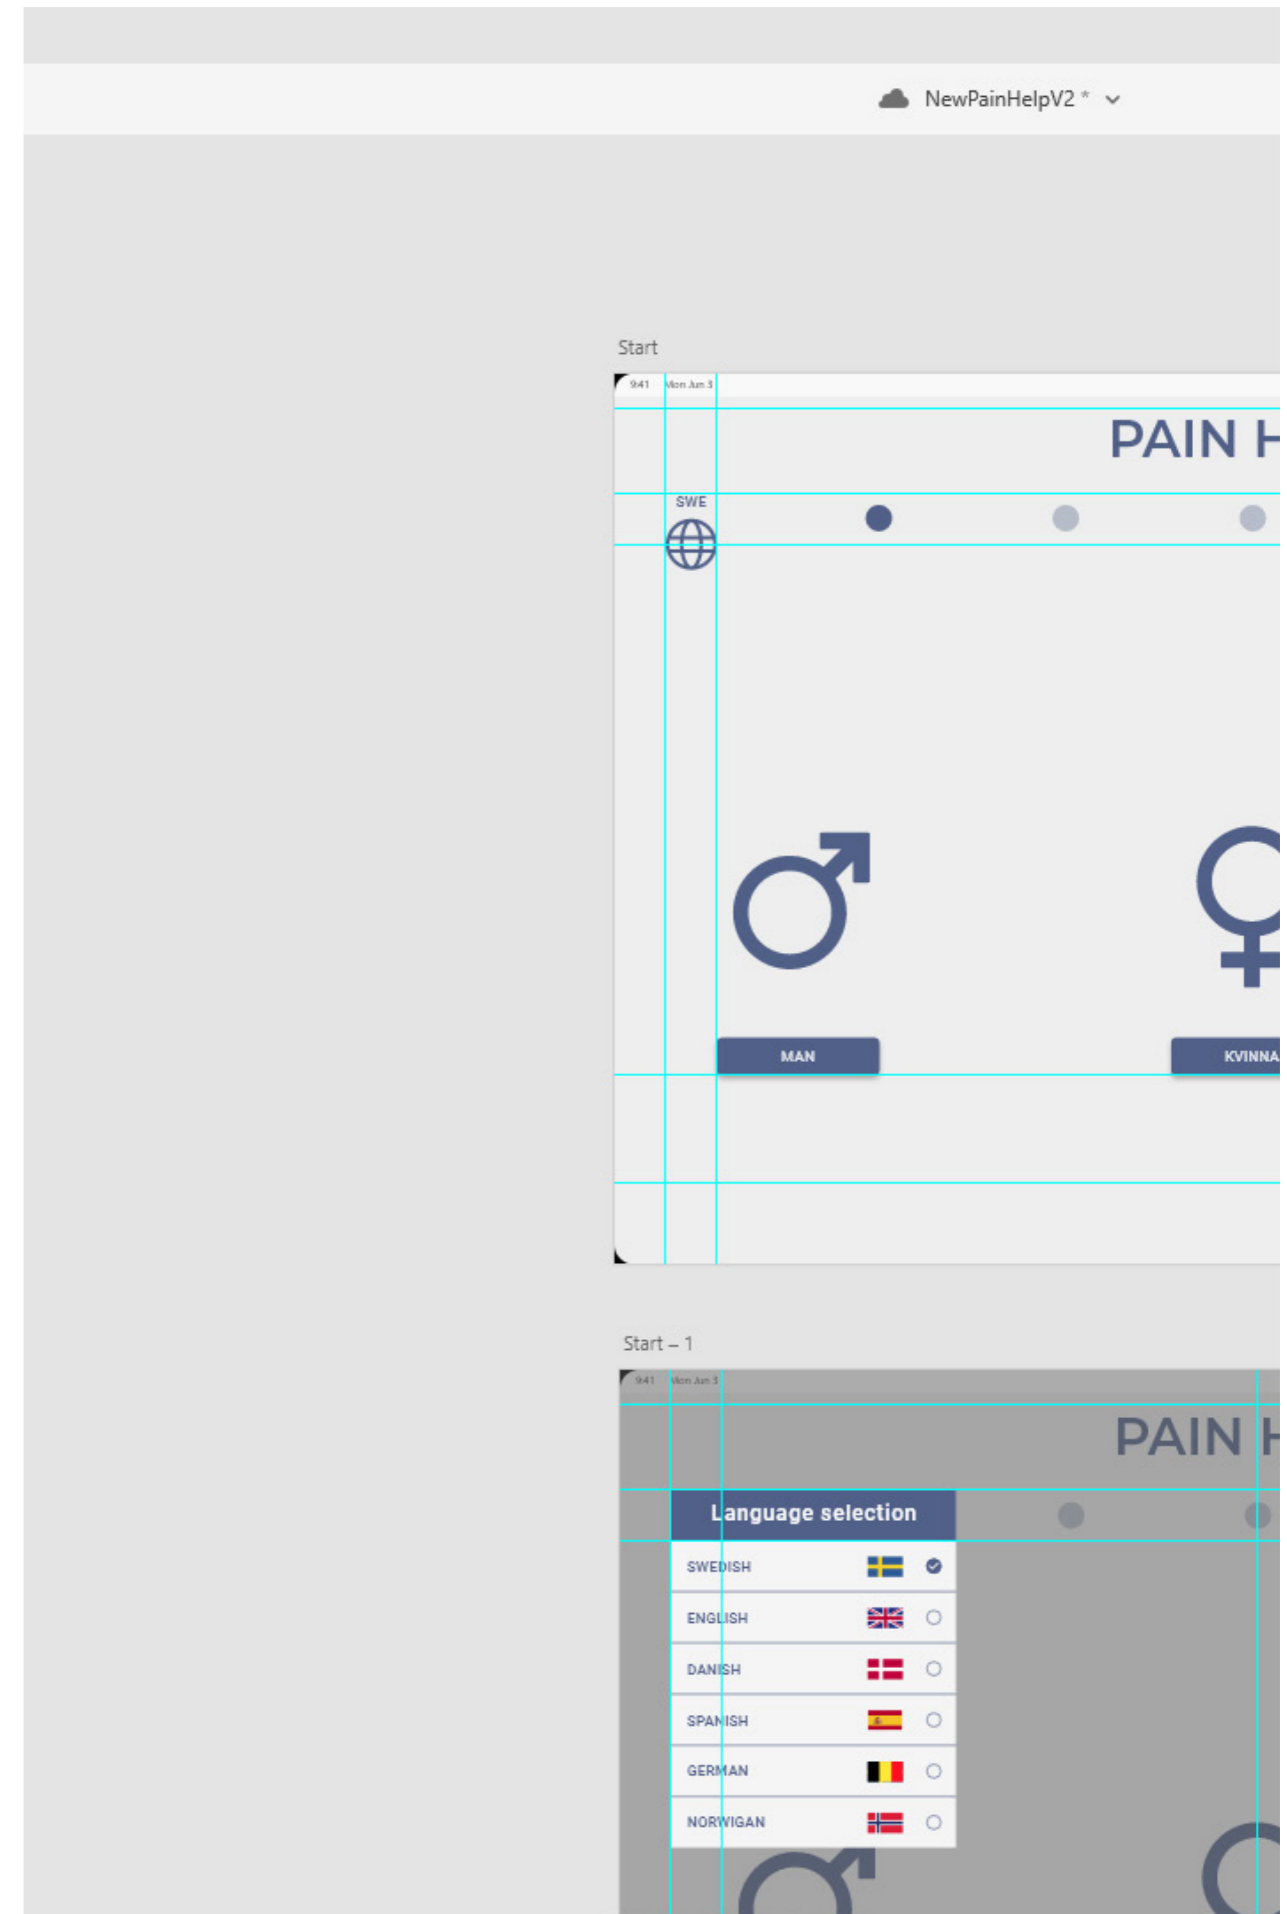 NewPainHelpV2 *
Start
9:41 Mon Jun 3
PAIN H
SWE
MAN
KVINNA
Start – 1
9:41 Mon Jun 3
PAIN H
Language selection
SWEDISH
ENGLISH
DANISH
SPANISH
GERMAN
NORWIGAN